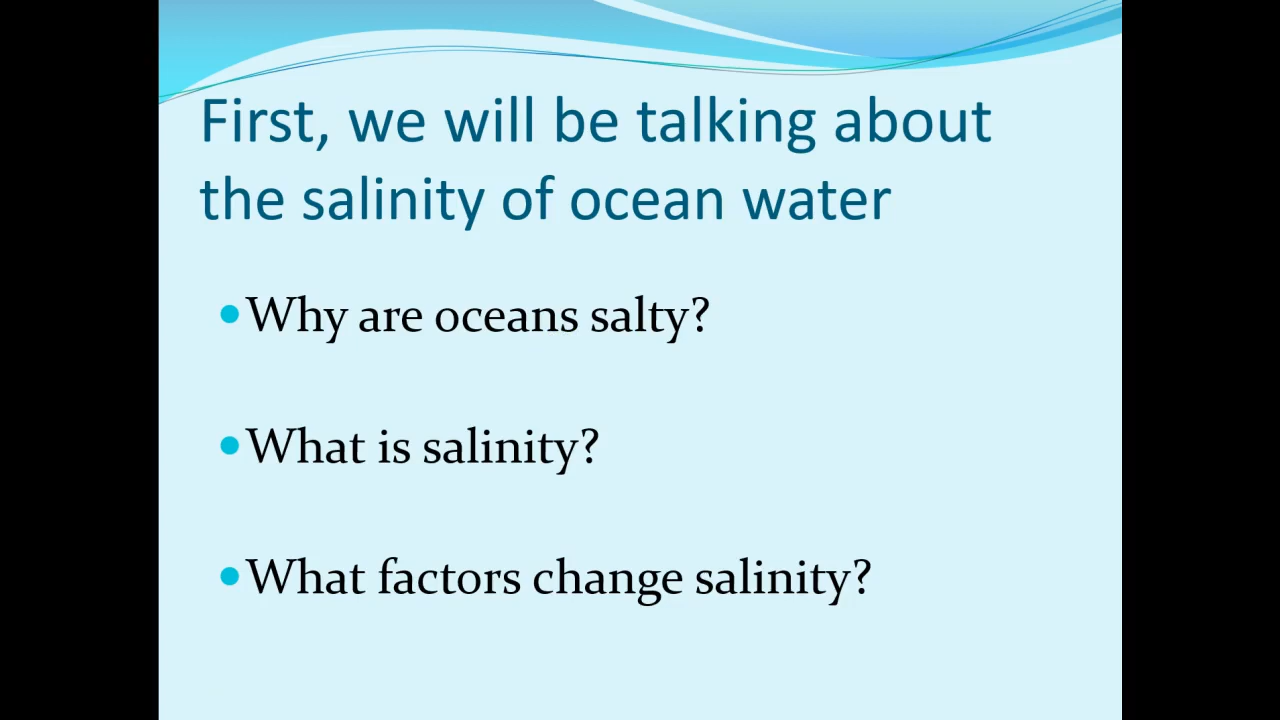 First, we will be talking about
the salinity of ocean water
•Why are oceans salty?
•What is salinity?
•What factors change salinity?